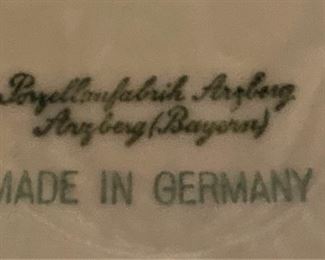 Porzellanfabrik Arzberg
Arzberg (Bayern)
MADE IN GERMANY